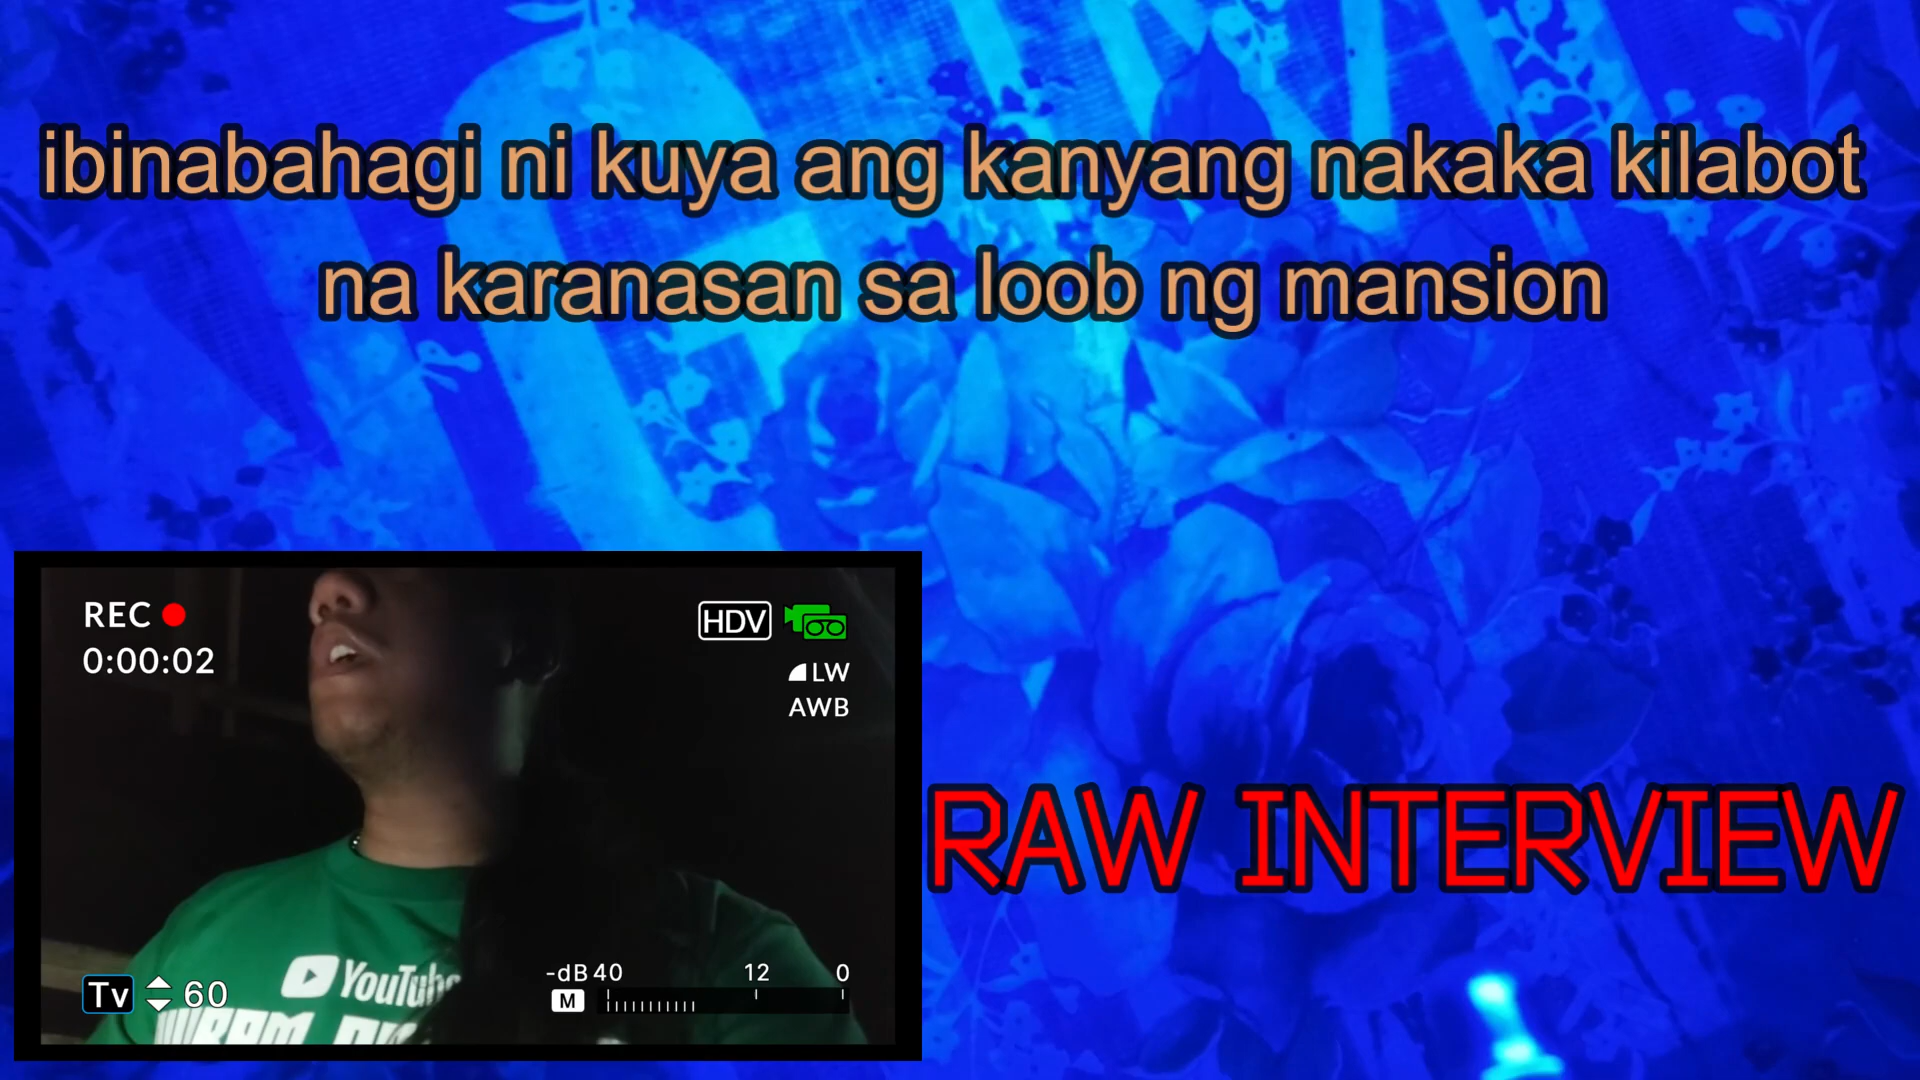 ibinabahagi ni kuya ang kanyang nakaka kilabot
na karanasan sa loob ng mansion
REC
0:00:02
HDV
LW
AWB
RAW INTERVIEW
YouTube
Tv 60
-dB 40 12 0
M